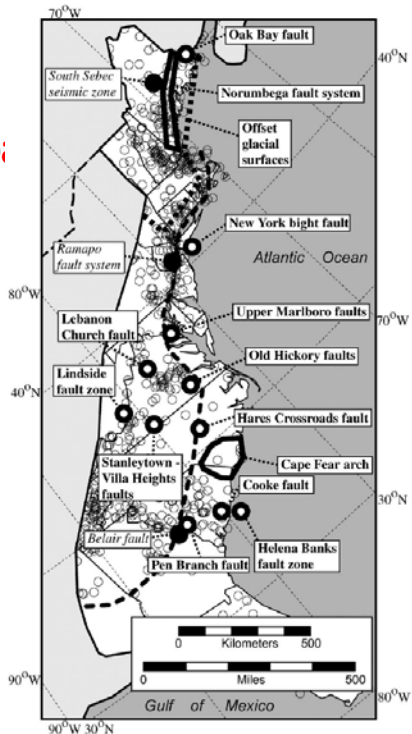 70°W
Oak Bay fault
40°N
South Sebec
seismic zone
Norumbega fault system
Offset
glacial
surfaces
New York bight fault
Ramapo
fault system
Atlantic Ocean
80°W
Upper Marlboro faults
70°W
Lebanon
Church fault
Old Hickory faults
Lindside
fault zone
40°N
Hares Crossroads fault
Stanleytown -
Villa Heights
faults
Cape Fear arch
Cooke fault
30°N
Belair fault
Helena Banks
fault zone
Pen Branch fault
0 Kilometers 500
0 Miles 500
90°W
Gulf of Mexico
80°W
90°W 30°N